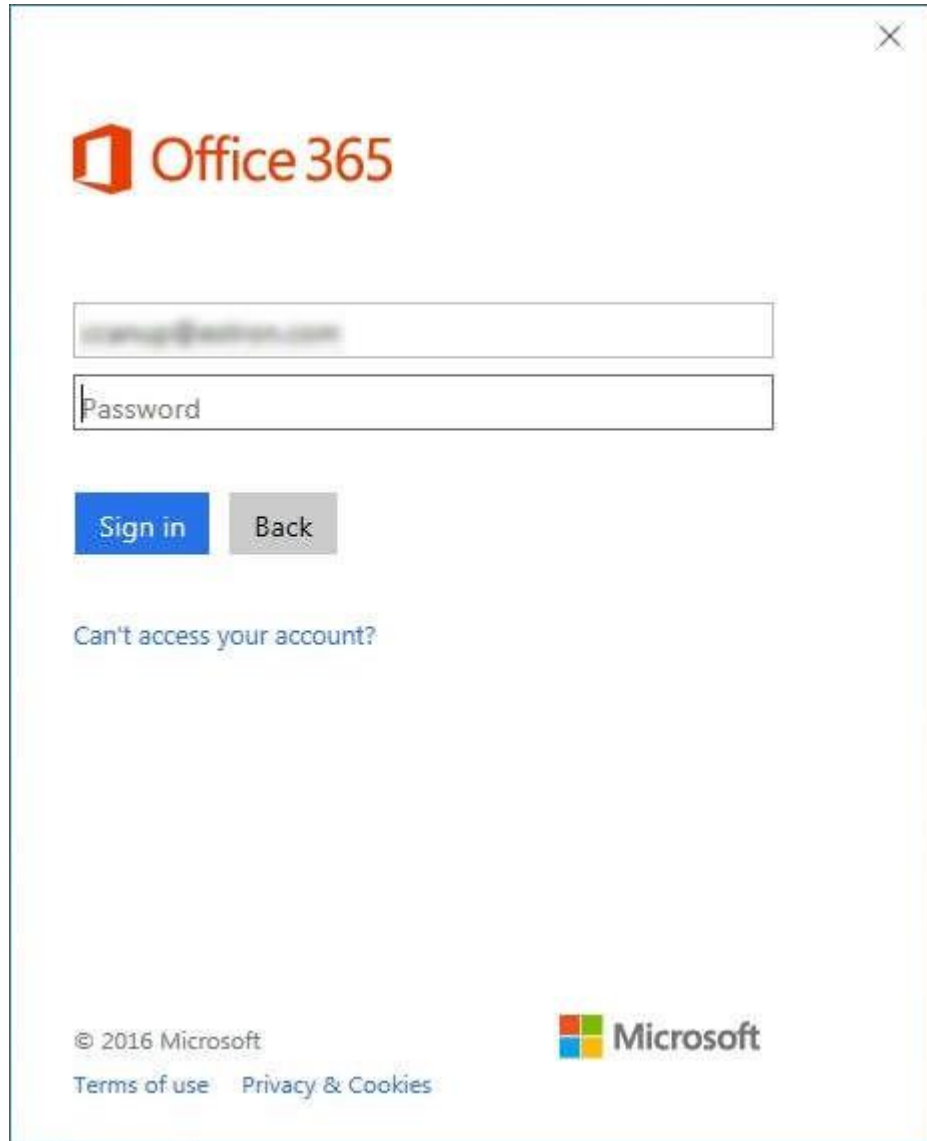 Office 365
Password
Sign in Back
Can't access your account?
© 2016 Microsoft
Microsoft
Terms of use Privacy & Cookies